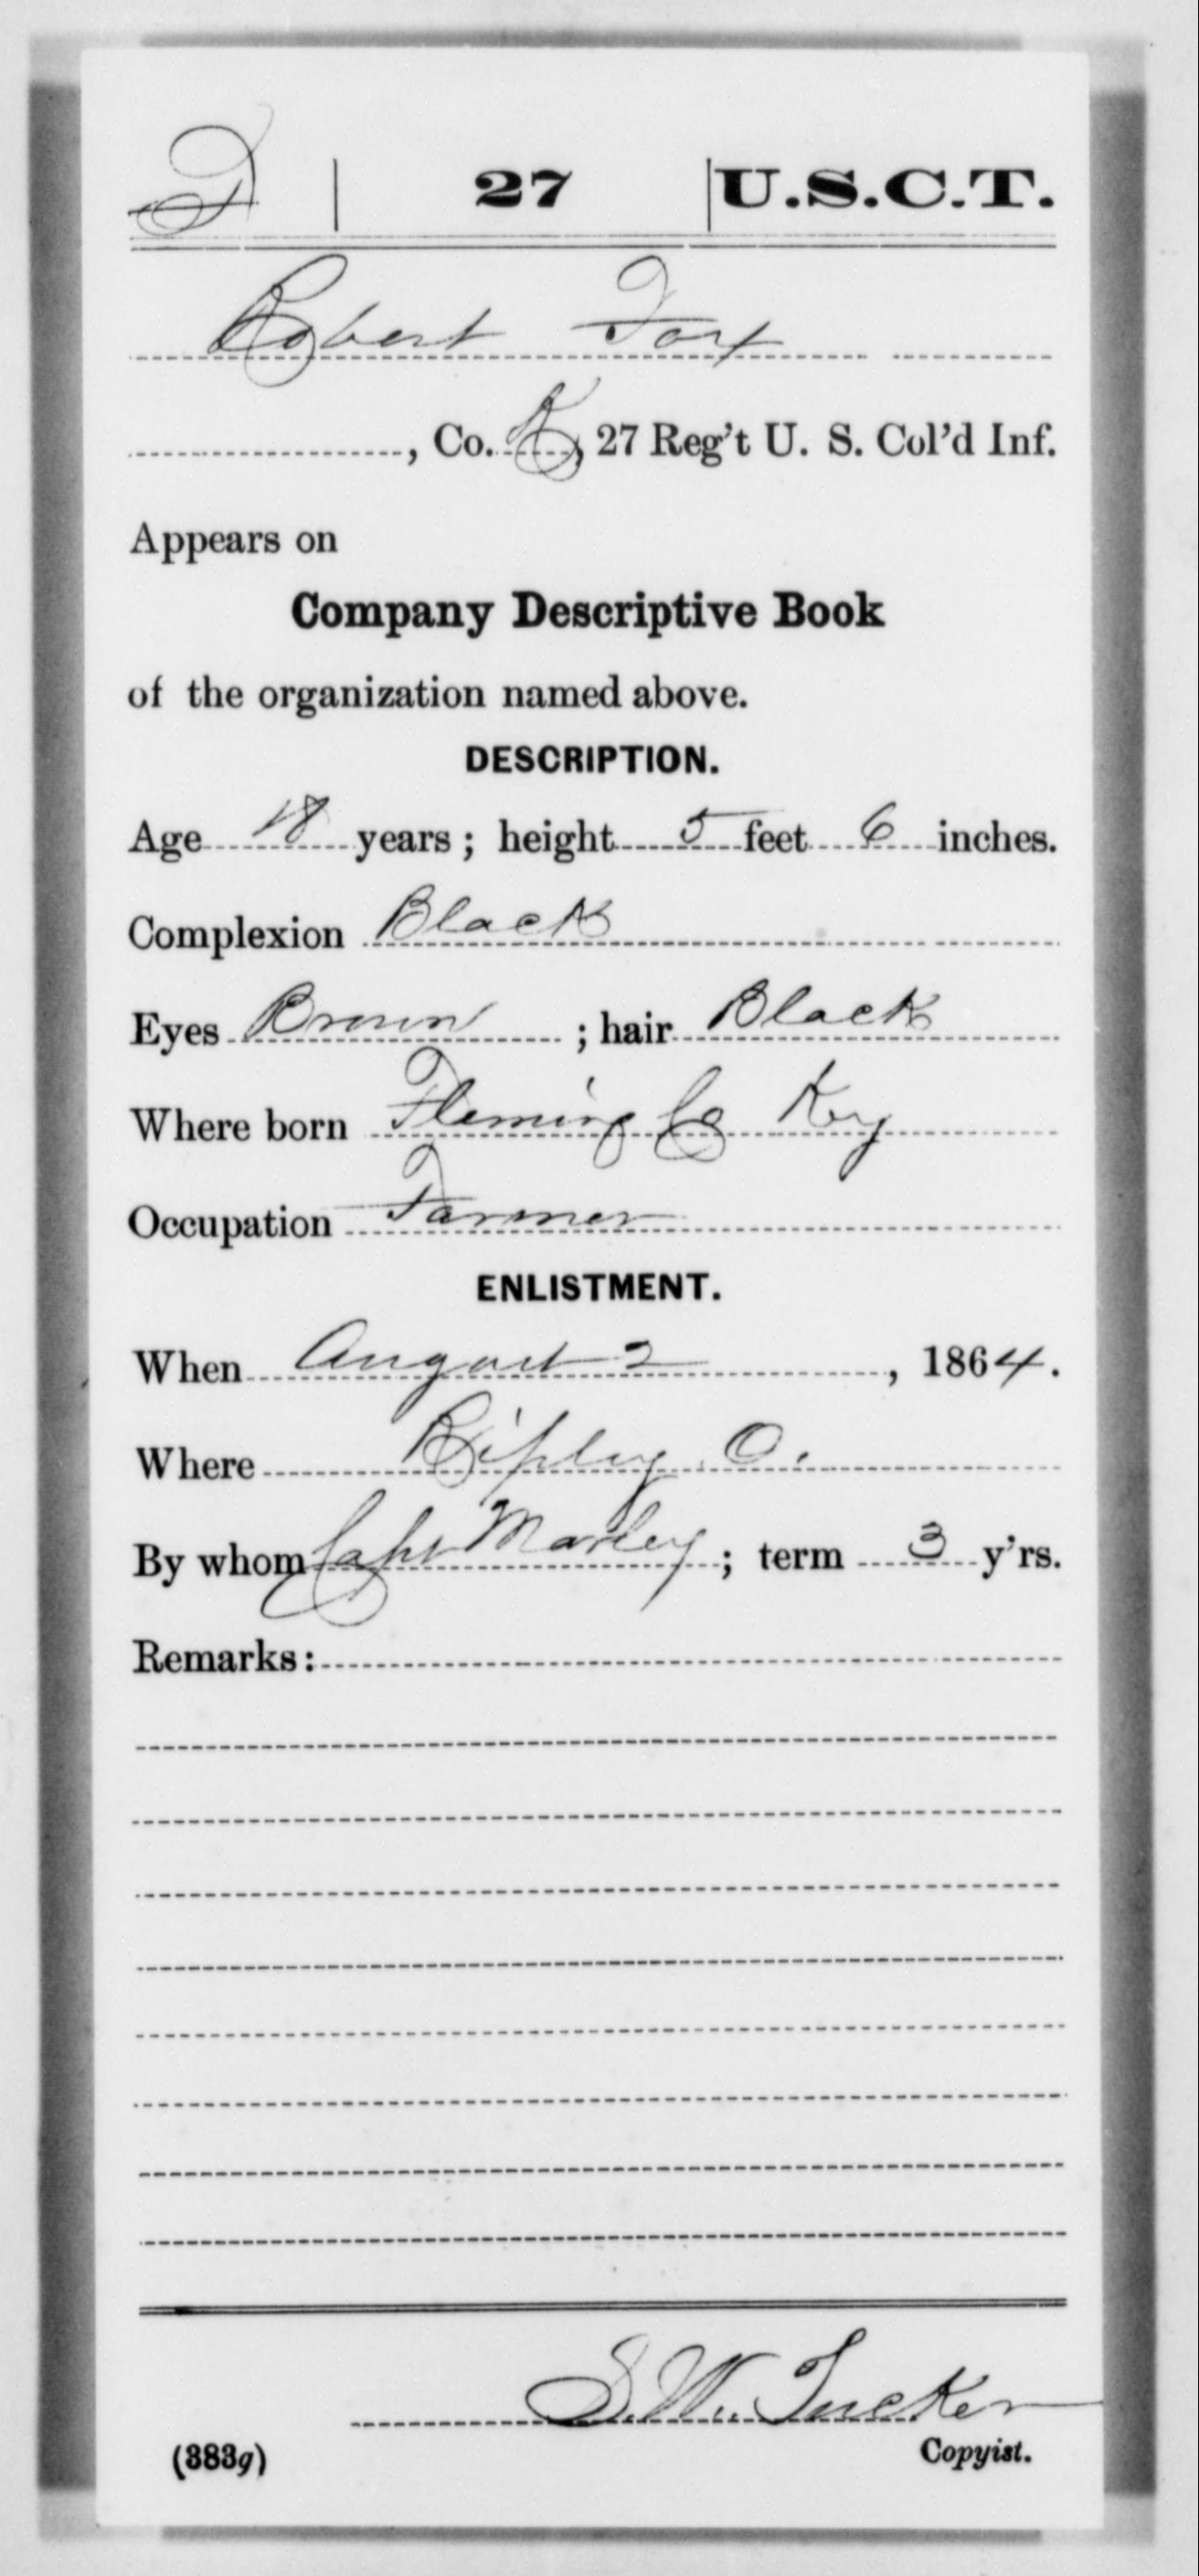 F | 27 | U.S.C.T.
Robert Fox
, Co. K, 27 Reg't U. S. Col'd Inf.
Appears on
Company Descriptive Book
of the organization named above.
DESCRIPTION.
Age 18 years; height 5 feet 6 inches.
Complexion Black
Eyes Brown ; hair Black
Where born Fleming Co Ky
Occupation Farmer
ENLISTMENT.
When August 2, 1864.
Where Ripley O.
By whom Capt Marley ; term 3 y'rs.
Remarks:
S.W. Tucker
(383g) Copyist.